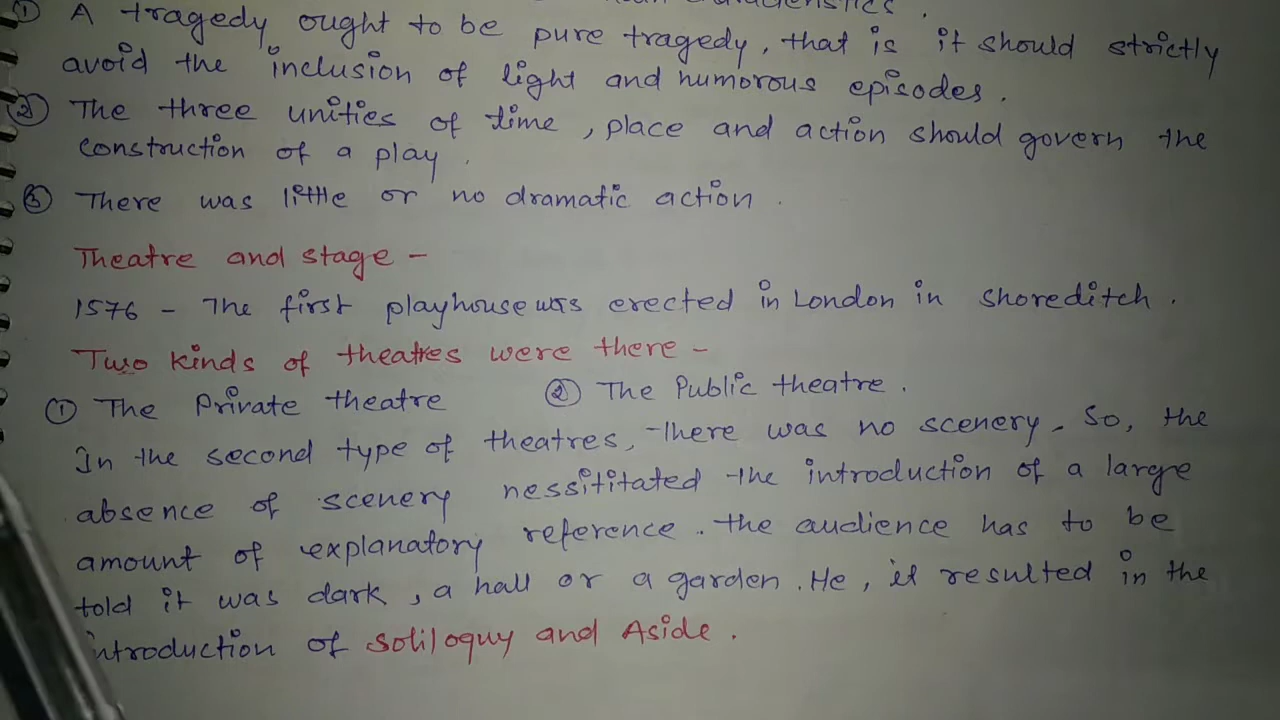 characteristics.
① A tragedy ought to be pure tragedy, that is it should strictly
avoid the inclusion of light and humorous episodes.
② The three unities of time, place and action should govern the
construction of a play.
③ There was little or no dramatic action.
Theatre and stage -
1576 - The first playhouse was erected in London in shoreditch.
Two kinds of theatres were there -
① The Private theatre ② The Public theatre.
In the second type of theatres, There was no scenery. So, the
absence of scenery nessititated the introduction of a large
amount of explanatory reference. The audience has to be
told it was dark, a hall or a garden. He, it resulted in the
introduction of soliloquy and Aside.